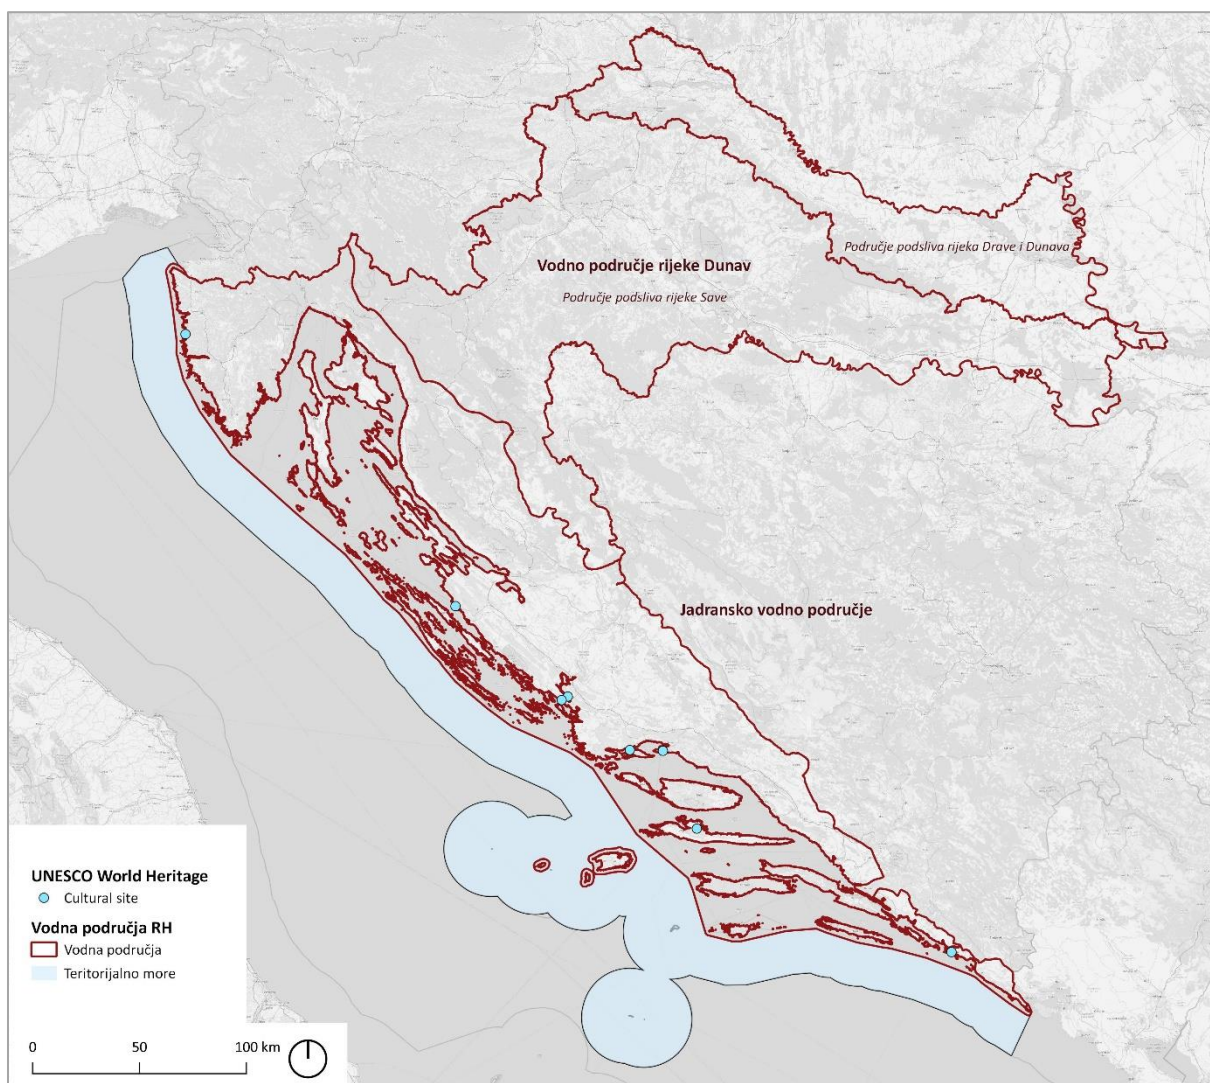 Područje podsliva rijeka Drave i Dunava
Vodno područje rijeke Dunav
Područje podsliva rijeke Save
Jadransko vodno područje
UNESCO World Heritage
Cultural site
Vodna područja RH
Vodna područja
Teritorijalno more
0 50 100 km